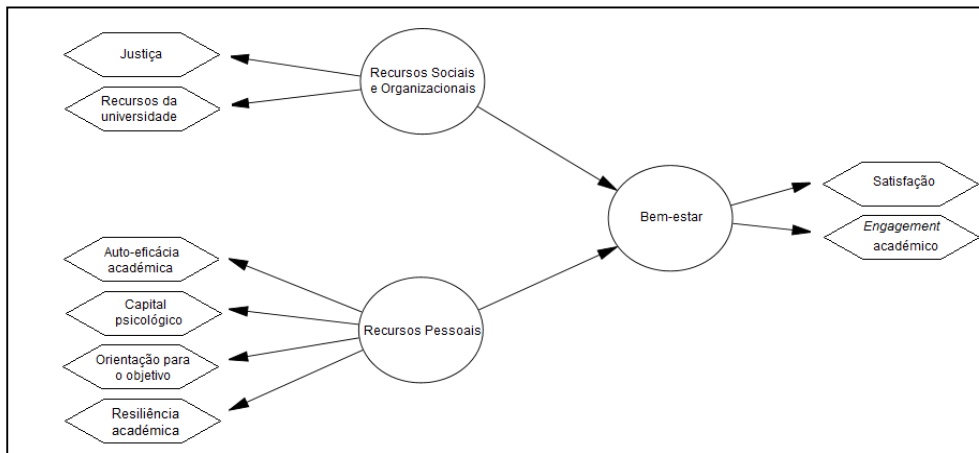 Justiça
Recursos da
universidade
Recursos Sociais
e Organizacionais
Bem-estar
Satisfação
Engagement
académico
Auto-eficácia
académica
Capital
psicológico
Orientação para
o objetivo
Resiliência
académica
Recursos Pessoais